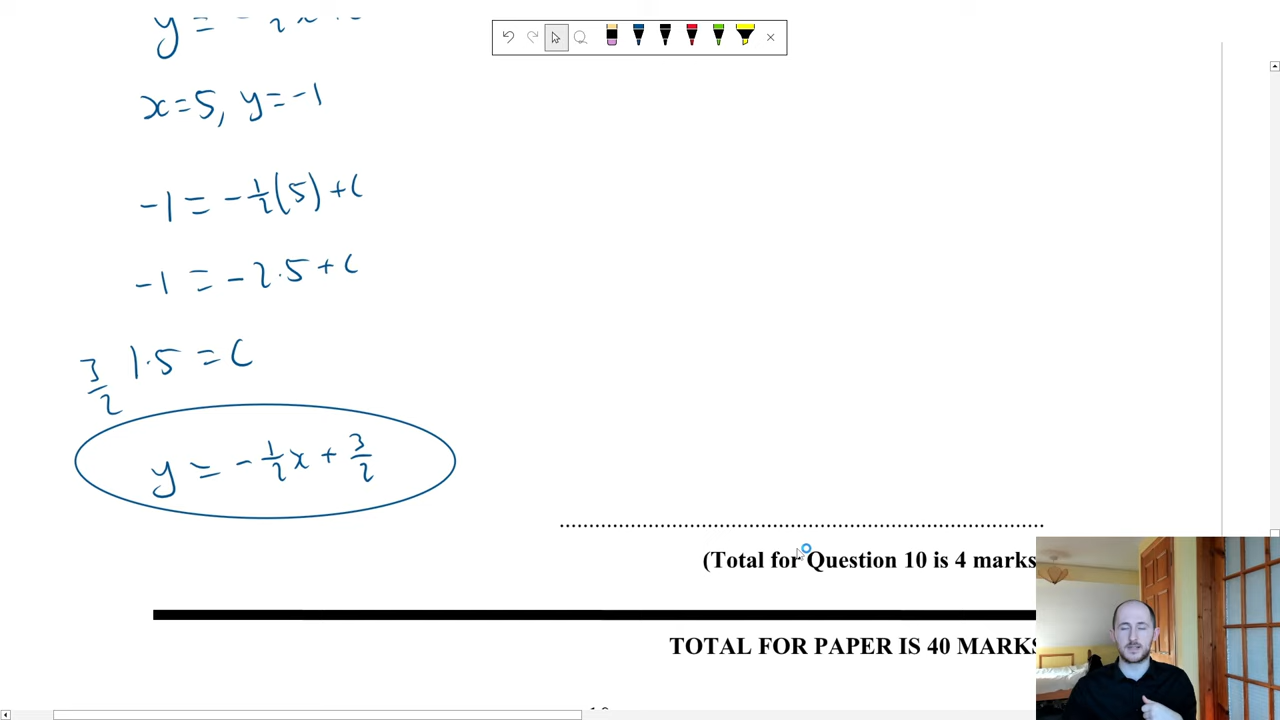 x=5, y=-1
-1 = -½(5)+c
-1 = -2.5+c
3/2 1.5 = c
y = -½x + 3/2
(Total for Question 10 is 4 marks
TOTAL FOR PAPER IS 40 MARKS